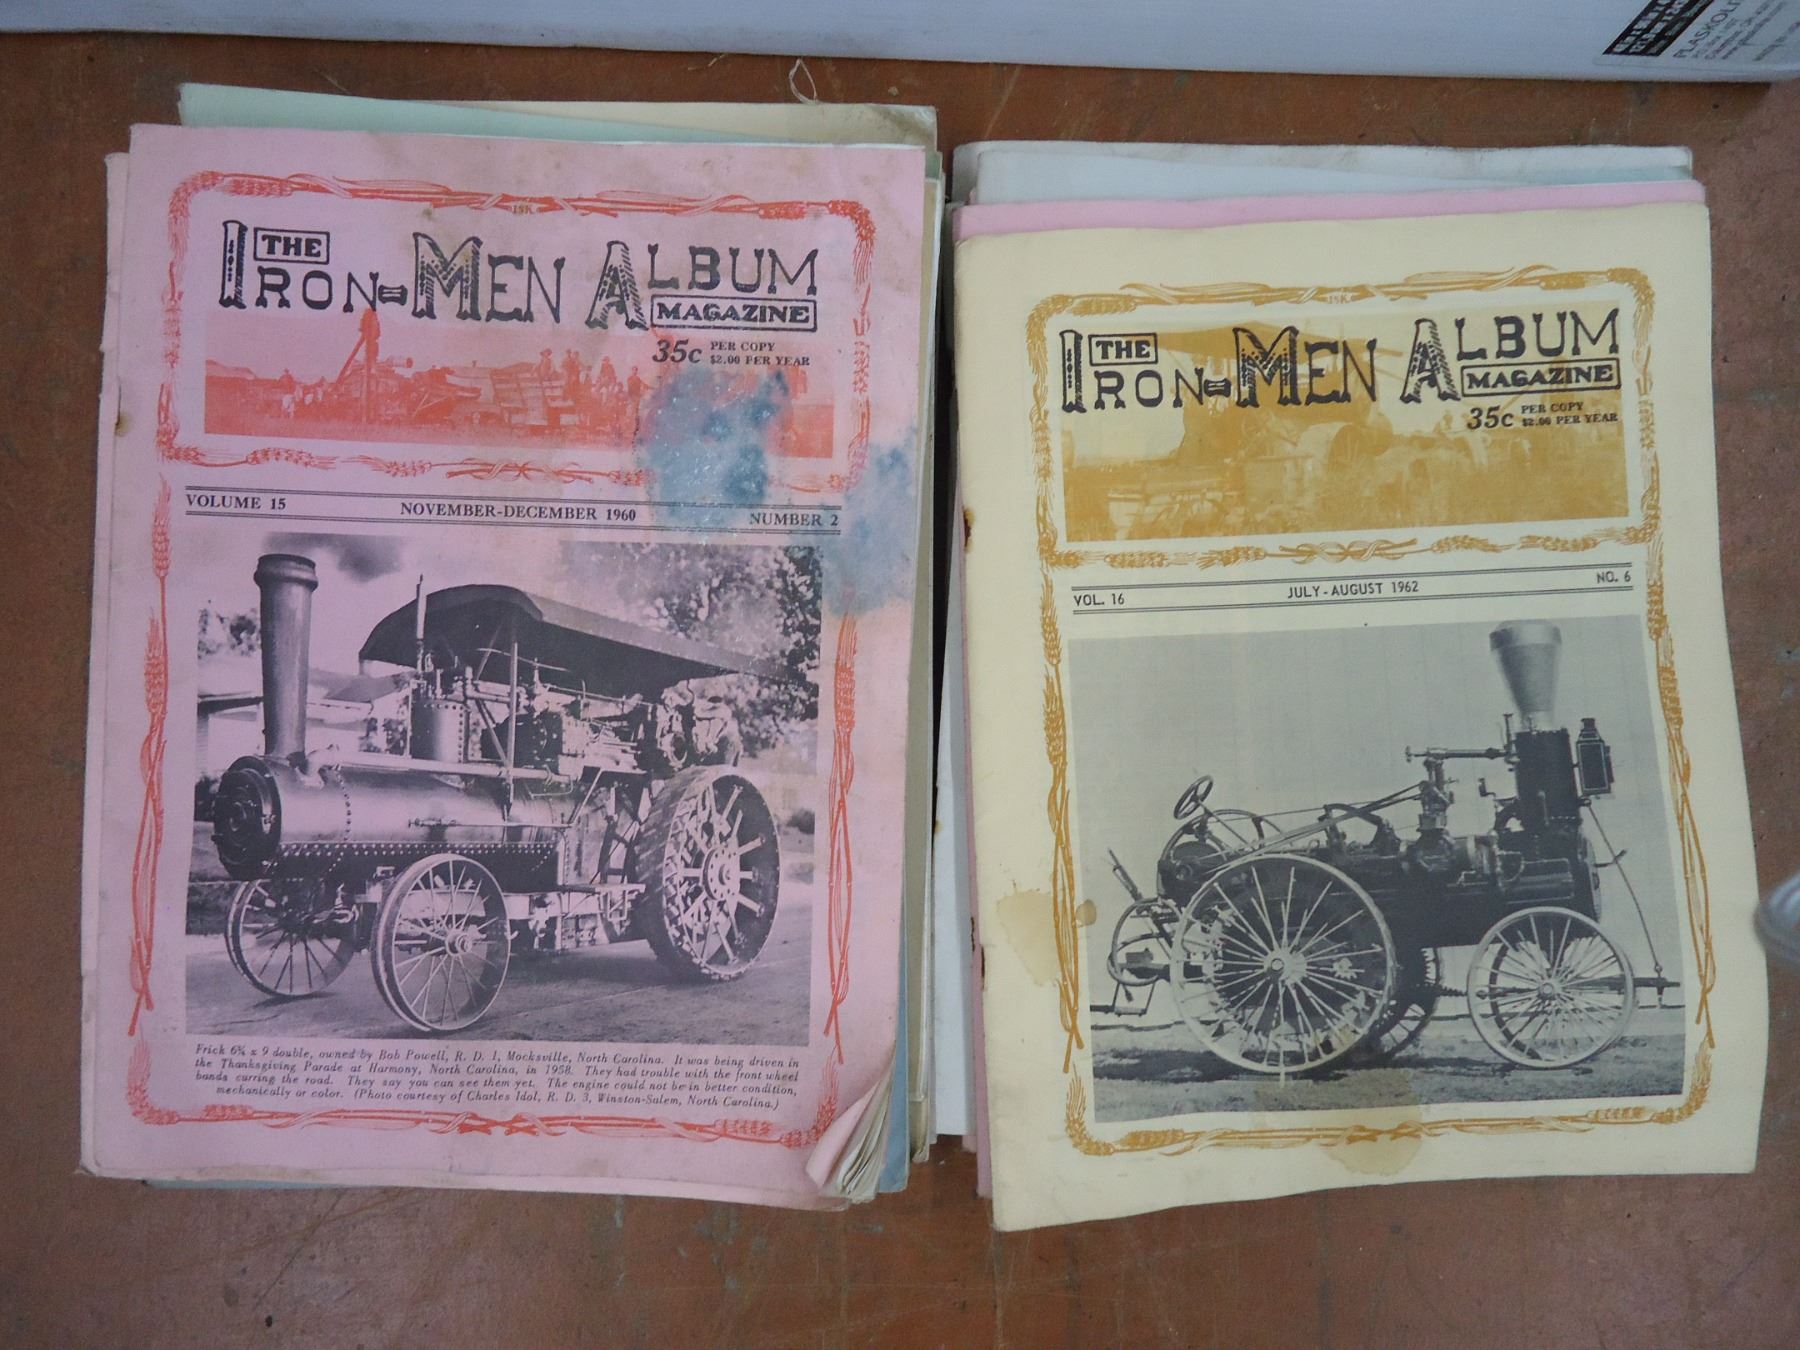 PLASKOLI
ISK
THE
IRON-MEN ALBUM
MAGAZINE
35c PER COPY
$2.00 PER YEAR
VOLUME 15 NOVEMBER-DECEMBER 1960 NUMBER 2
Frick 6¾ x 9 double, owned by Bob Powell, R. D. 1, Mocksville, North Carolina. It was being driven in
the Thanksgiving Parade at Harmony, North Carolina, in 1958. They had trouble with the front wheel
bands curring the road. They say you can see them yet. The engine could not be in better condition,
mechanically or color. (Photo courtesy of Charles Idol, R. D. 3, Winston-Salem, North Carolina.)
ISK
THE
IRON-MEN ALBUM
MAGAZINE
35c PER COPY
$2.00 PER YEAR
VOL. 16 JULY-AUGUST 1962 NO. 6